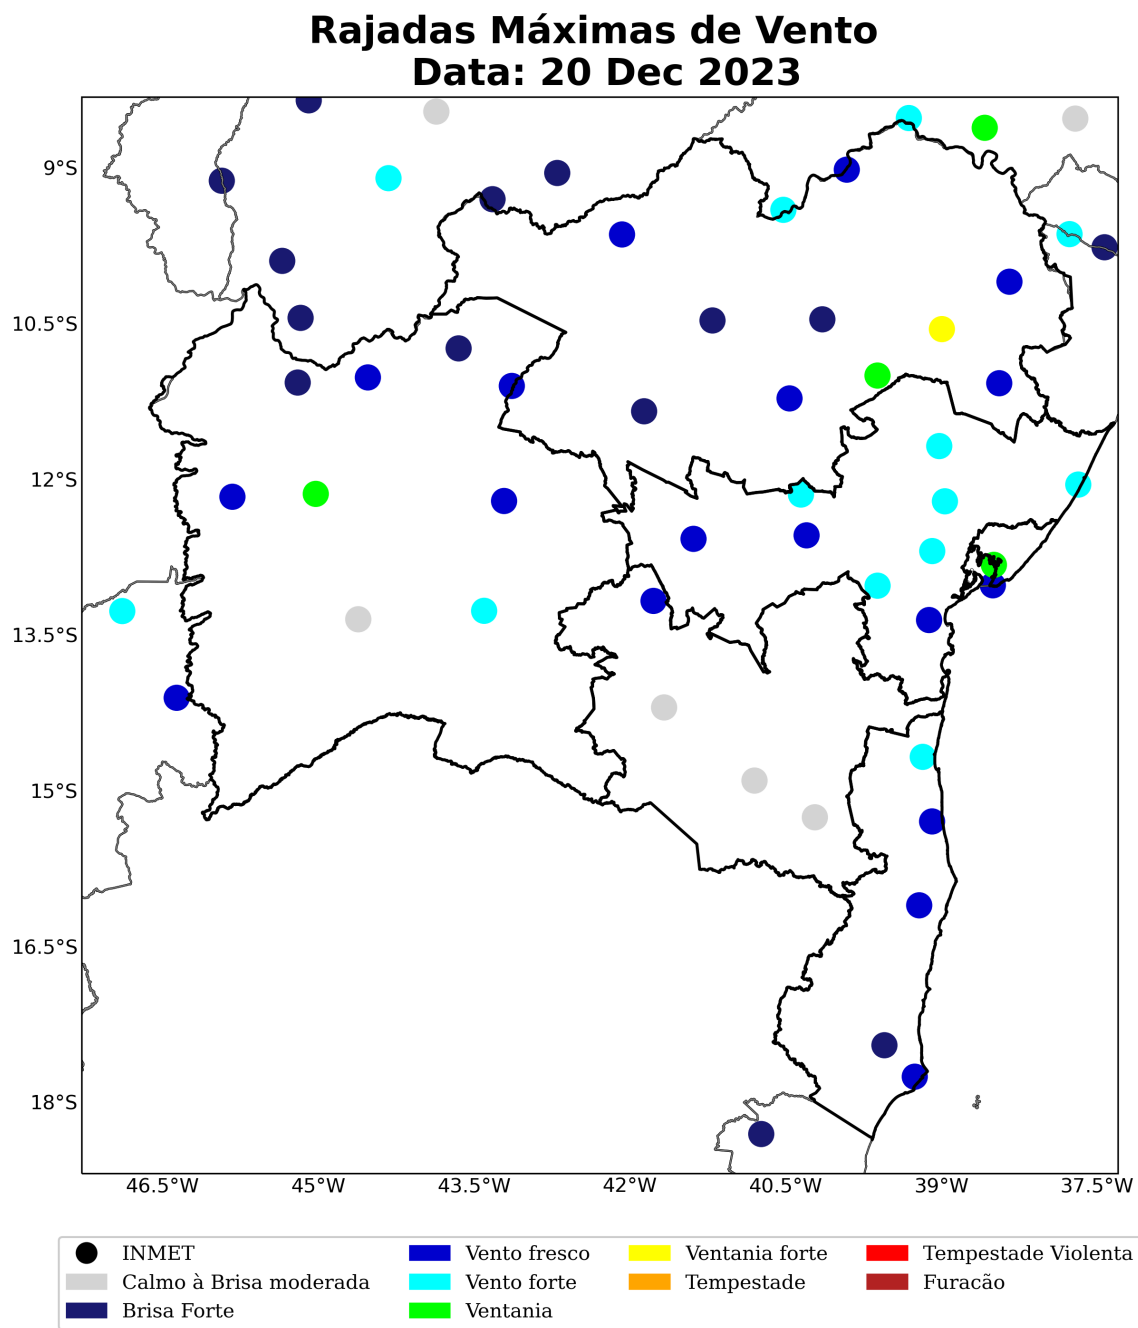 Rajadas Máximas de Vento
Data: 20 Dec 2023
9°S
10.5°S
12°S
13.5°S
15°S
16.5°S
18°S
46.5°W 45°W 43.5°W 42°W 40.5°W 39°W 37.5°W
INMET Vento fresco Ventania forte Tempestade Violenta
Calmo à Brisa moderada Vento forte Tempestade Furacão
Brisa Forte Ventania